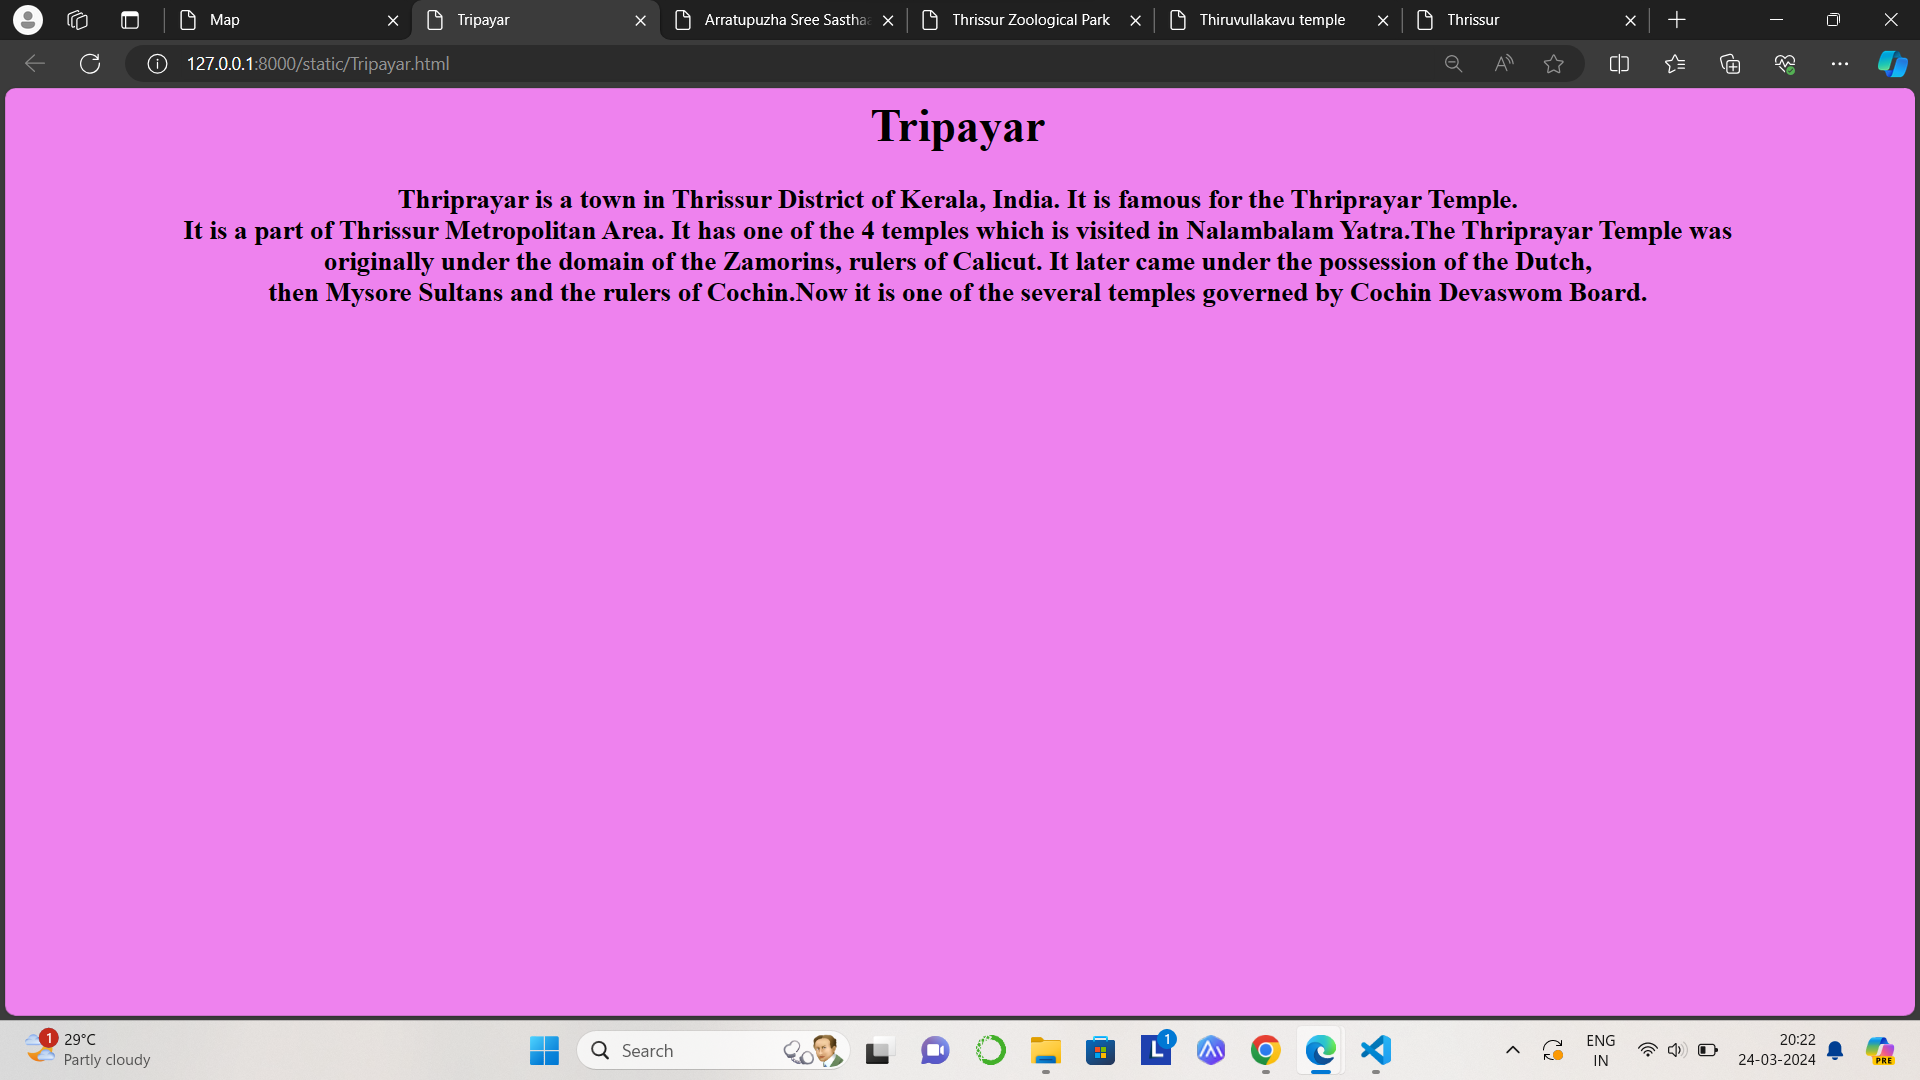 Map
Tripayar
Arratupuzha Sree Sastha
Thrissur Zoological Park
Thiruvullakavu temple
Thrissur
127.0.0.1:8000/static/Tripayar.html
Tripayar
Thriprayar is a town in Thrissur District of Kerala, India. It is famous for the Thriprayar Temple.
It is a part of Thrissur Metropolitan Area. It has one of the 4 temples which is visited in Nalambalam Yatra.The Thriprayar Temple was
originally under the domain of the Zamorins, rulers of Calicut. It later came under the possession of the Dutch,
then Mysore Sultans and the rulers of Cochin.Now it is one of the several temples governed by Cochin Devaswom Board.
1
29°C
Partly cloudy
Search
L
1
ENG
IN
20:22
24-03-2024
PRE